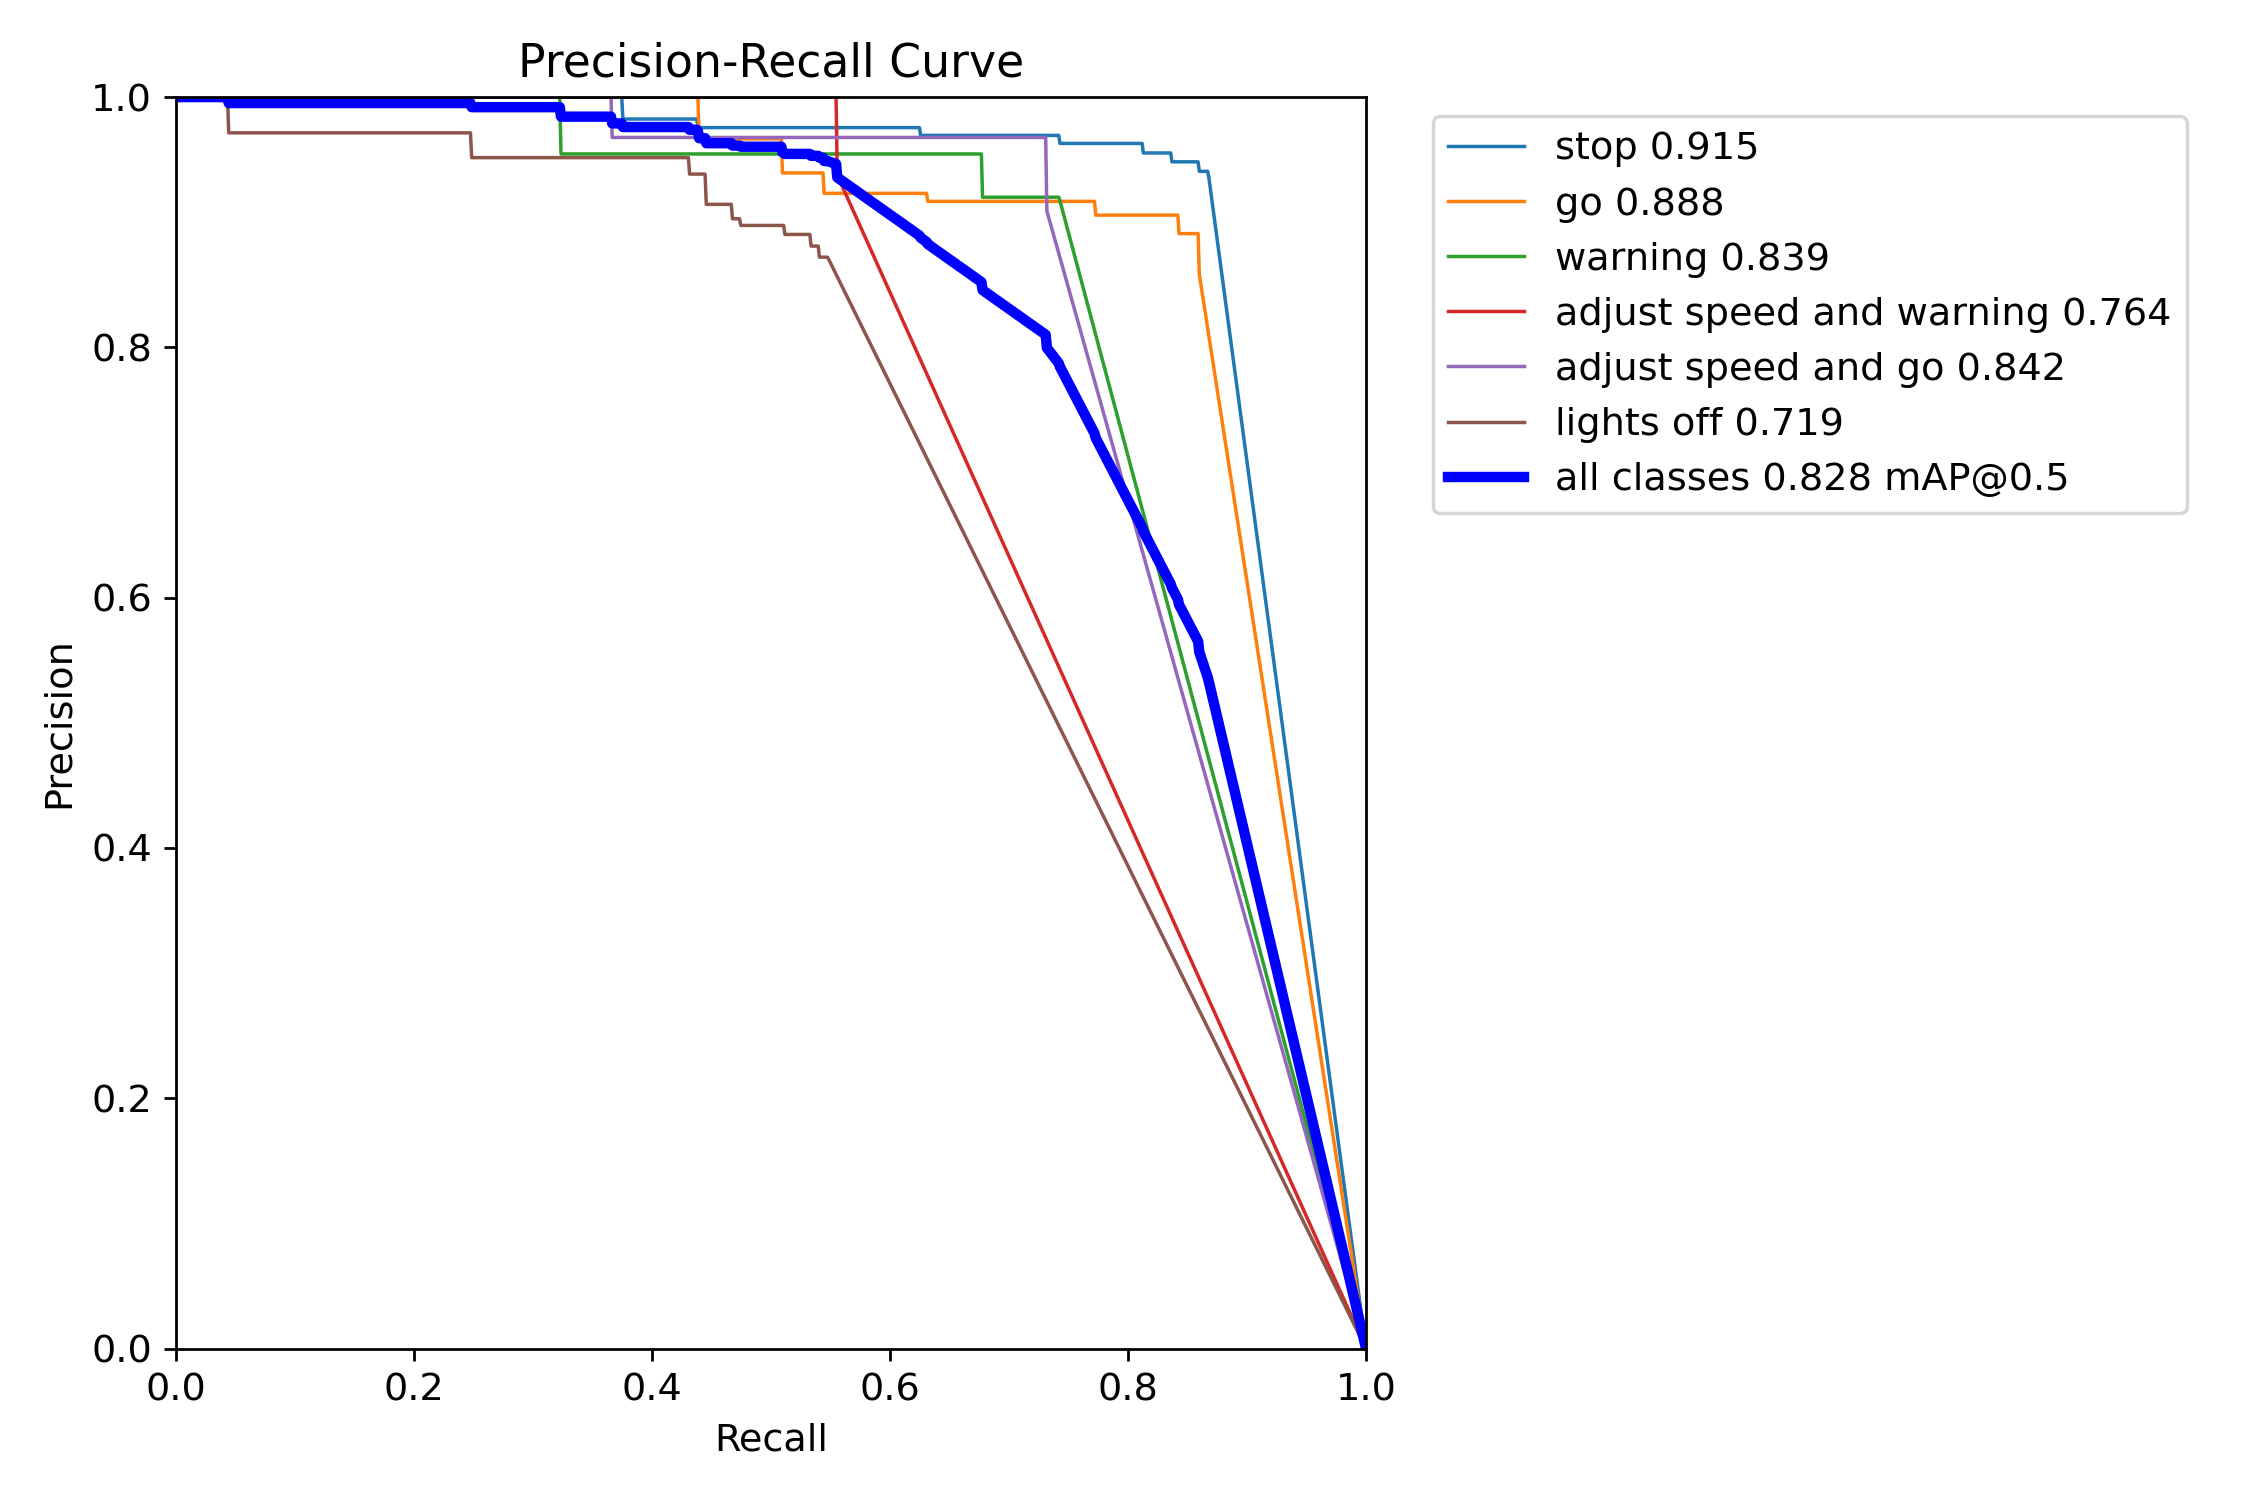 Precision-Recall Curve
1.0
0.8
0.6
0.4
0.2
0.0
Precision
0.0 0.2 0.4 0.6 0.8 1.0
Recall
stop 0.915
go 0.888
warning 0.839
adjust speed and warning 0.764
adjust speed and go 0.842
lights off 0.719
all classes 0.828 mAP@0.5